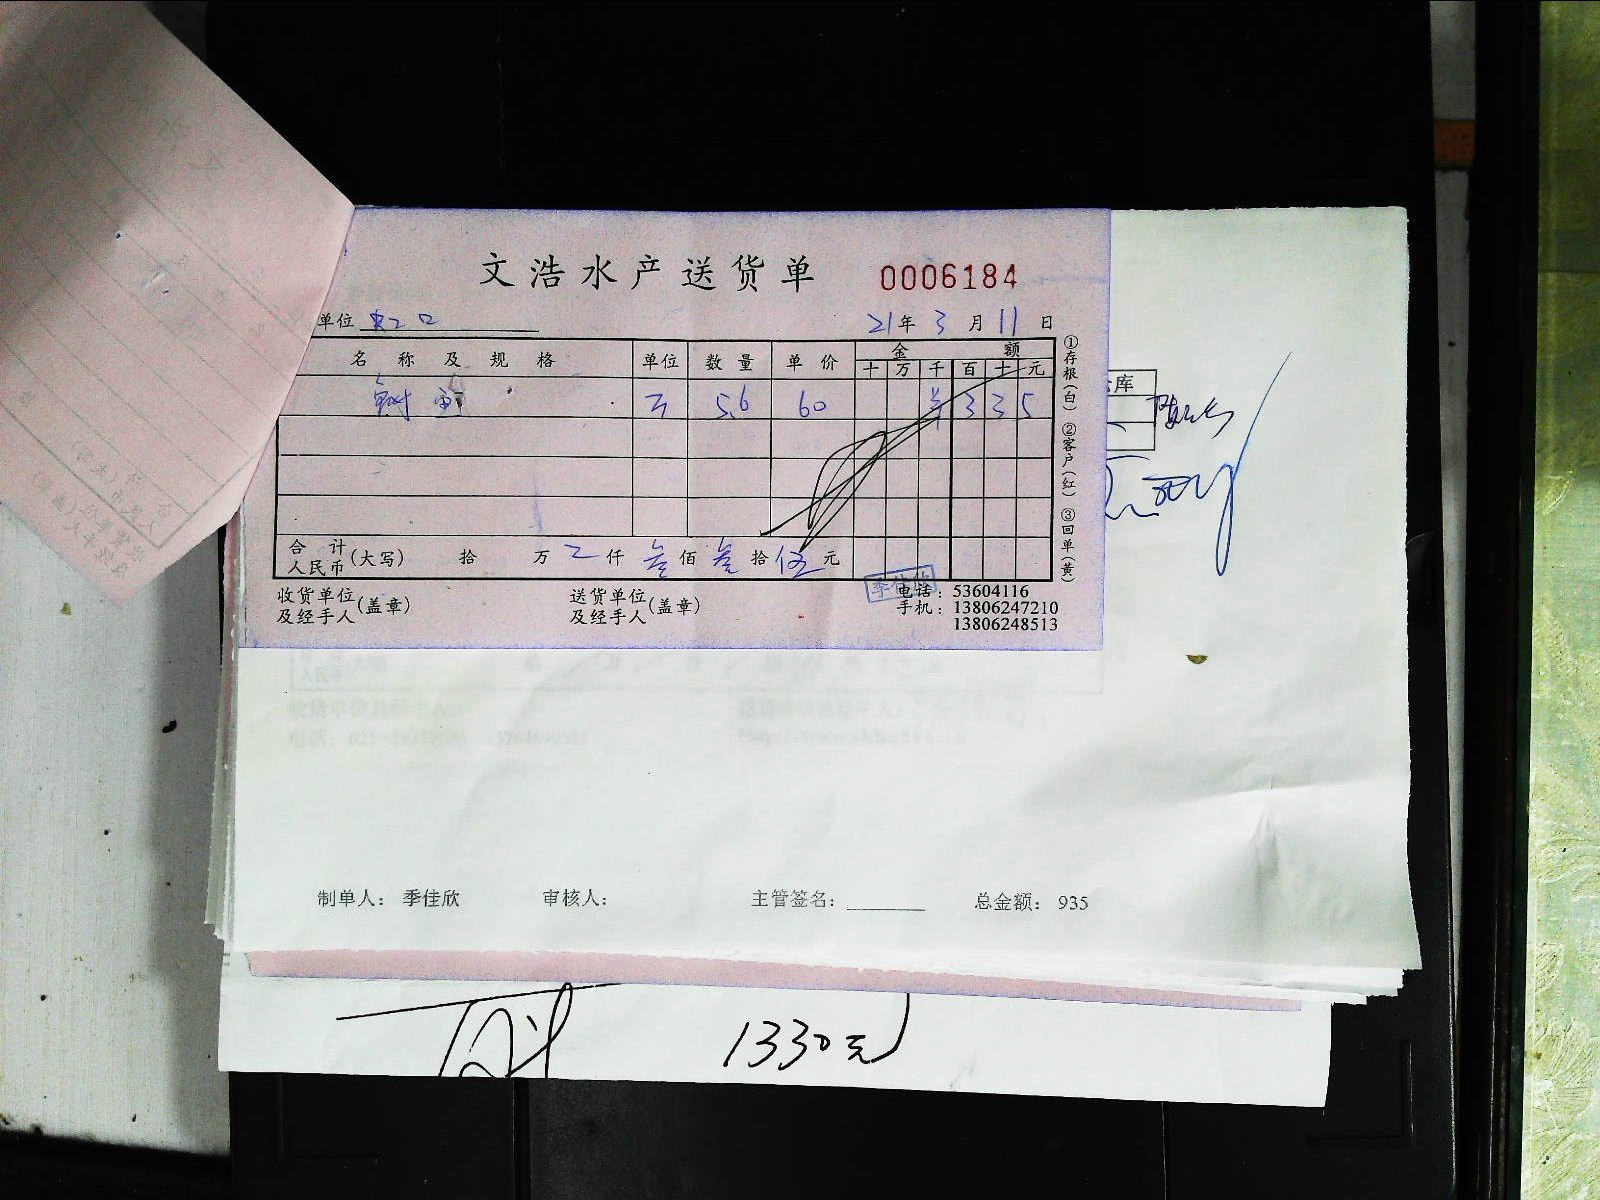 文浩水产送货单 0006184
单位 虹口 21年3月11日
名称及规格 单位 数量 单价 金额
十 万 千 百 十 元
5.6 60 ¥ 3 3 5
合计人民币(大写) 拾 万 仟 叁佰 叁拾 伍元
收货单位及经手人(盖章) 送货单位及经手人(盖章) 电话: 53604116
手机: 13806247210
13806248513
①存根(白) ②客户(红) ③回单(黄)
库
制单人: 季佳欣 审核人: 主管签名: 总金额: 935
1330元